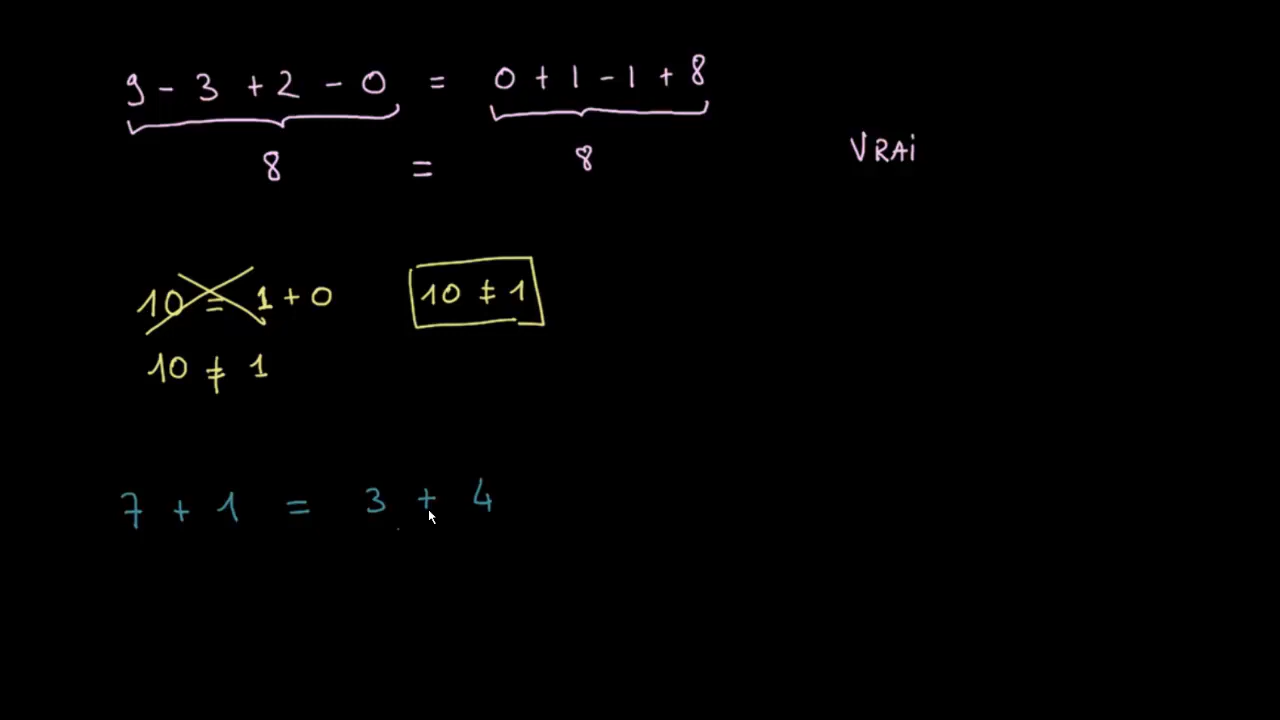 9 - 3 + 2 - 0 = 0 + 1 - 1 + 8
8 = 8 VRAi
10 = 1 + 0 10 ≠ 1
10 ≠ 1
7 + 1 = 3 + 4